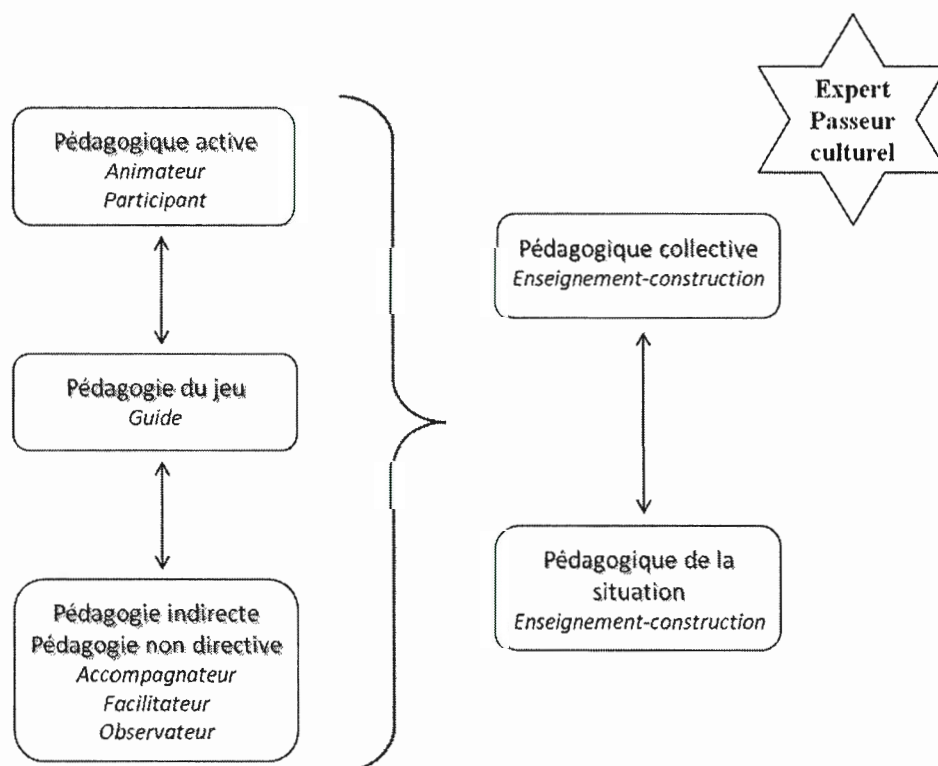 Expert
Passeur
culturel
Pédagogique active
Animateur
Participant
Pédagogie du jeu
Guide
Pédagogie indirecte
Pédagogie non directive
Accompagnateur
Facilitateur
Observateur
Pédagogique collective
Enseignement-construction
Pédagogique de la
situation
Enseignement-construction